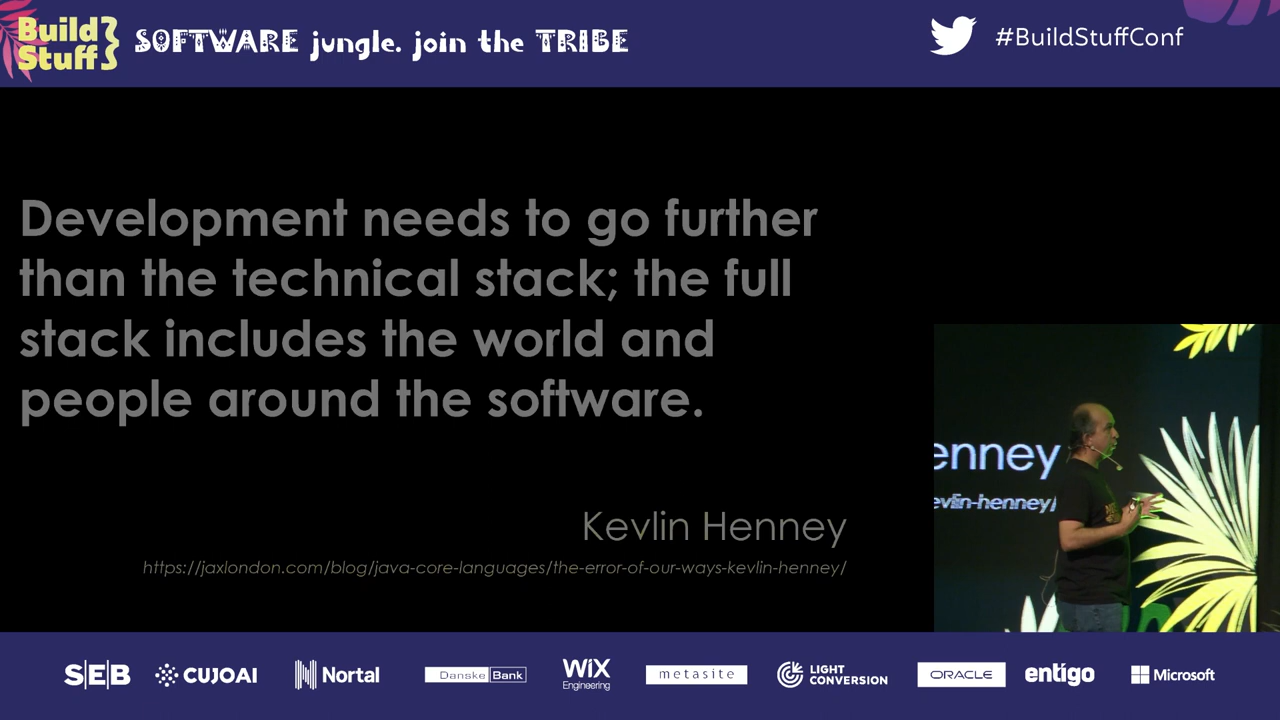 Build
Stuff
SOFTWARE jungle. join the TRIBE
#BuildStuffConf
Development needs to go further
than the technical stack; the full
stack includes the world and
people around the software.
Kevlin Henney
https://jaxlondon.com/blog/java-core-languages/the-error-of-our-ways-kevlin-henney/
enney
evlin-henney/
S|E|B
CUJOAI
Nortal
Danske Bank
WiX
Engineering
metasite
LIGHT
CONVERSION
ORACLE
entigo
Microsoft